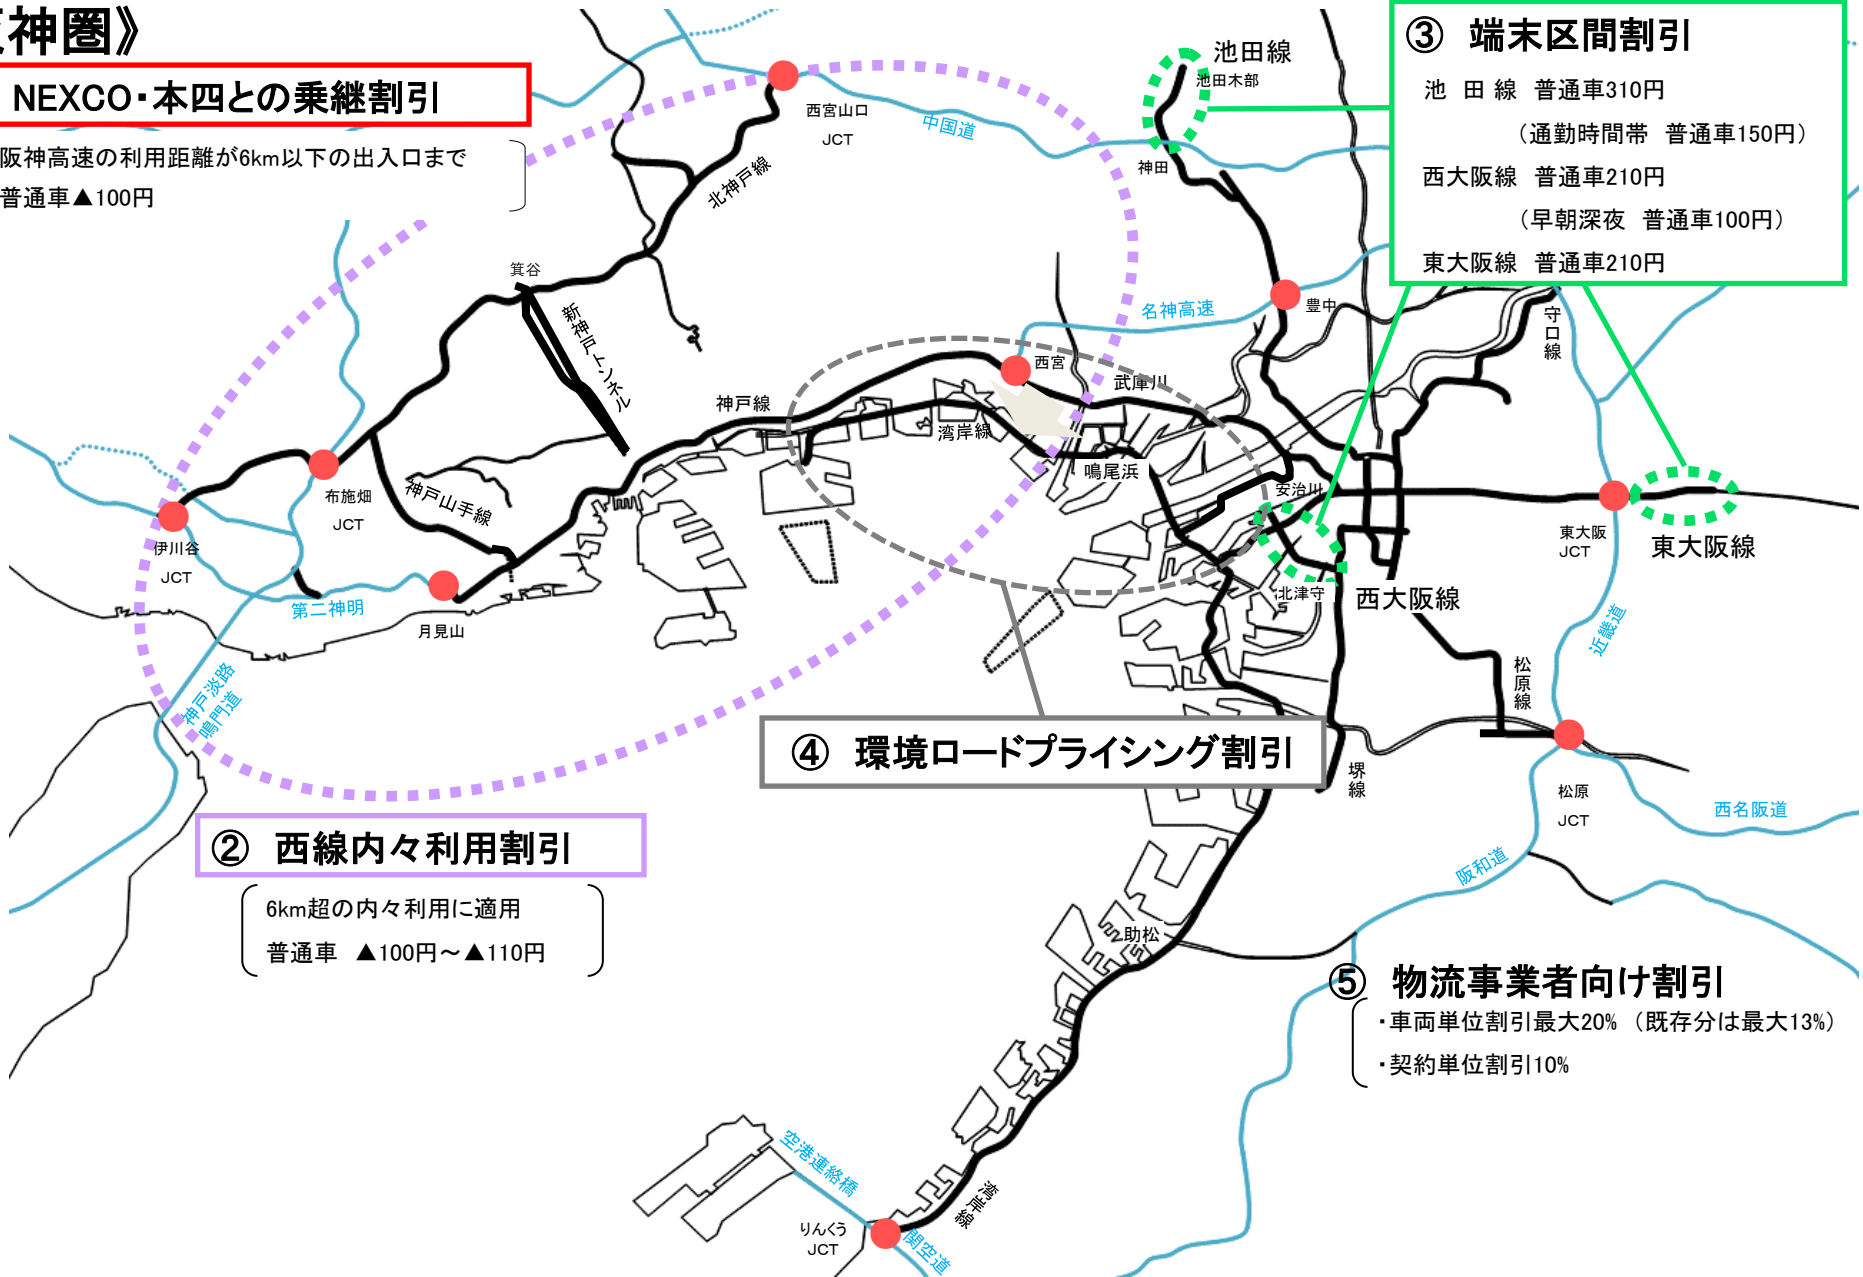 神圏》
NEXCO・本四との乗継割引
阪神高速の利用距離が6km以下の出入口まで
普通車▲100円
③ 端末区間割引
池 田 線 普通車310円
（通勤時間帯 普通車150円）
西大阪線 普通車210円
（早朝深夜 普通車100円）
東大阪線 普通車210円
池田線
池田木部
西宮山口
JCT
中国道
神田
北神戸線
箕谷
新神戸トンネル
名神高速
豊中
守口線
西宮
武庫川
神戸線
湾岸線
鳴尾浜
安治川
布施畑
JCT
神戸山手線
伊川谷
JCT
東大阪
JCT
東大阪線
第二神明
月見山
北津守
西大阪線
近畿道
神戸淡路
鳴門道
松原線
④ 環境ロードプライシング割引
堺線
松原
JCT
西名阪道
② 西線内々利用割引
6km超の内々利用に適用
普通車 ▲100円～▲110円
阪和道
助松
⑤ 物流事業者向け割引
・車両単位割引最大20% （既存分は最大13%）
・契約単位割引10%
空港連絡橋
湾岸線
りんくう
JCT
関空道